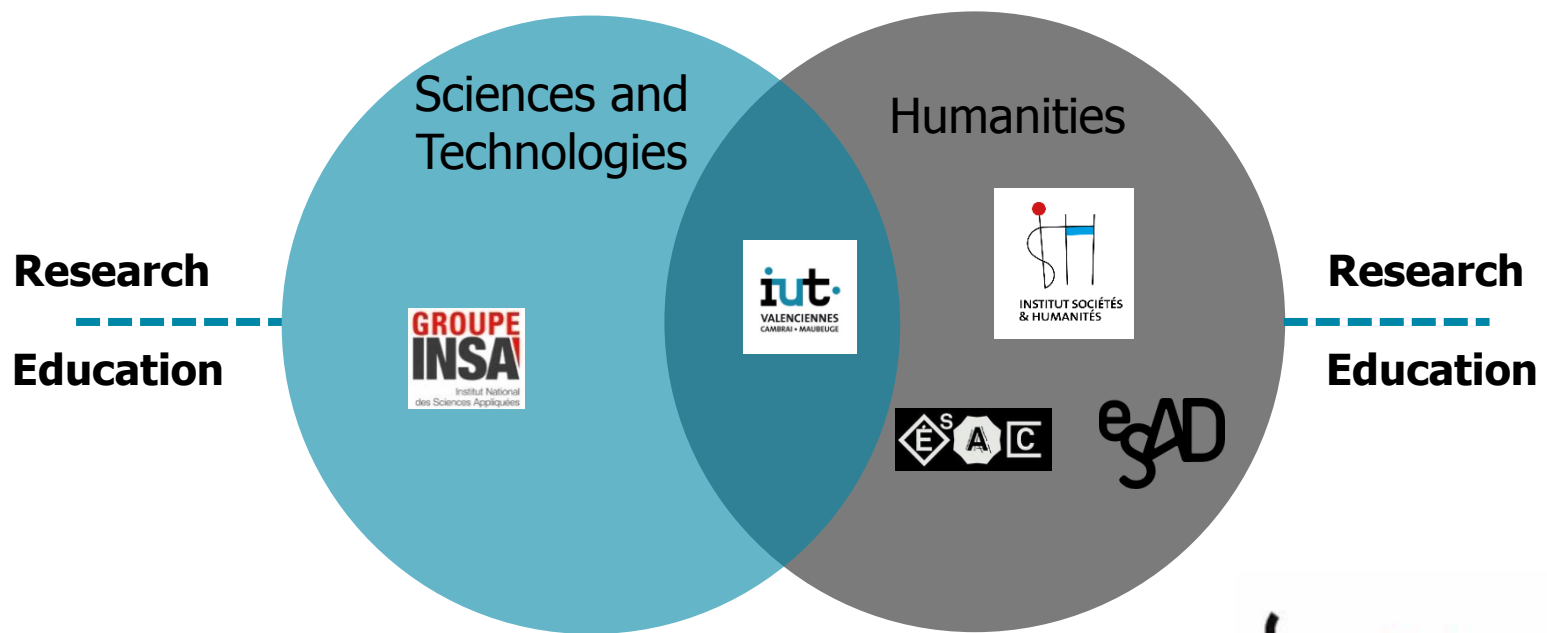 Sciences and
Technologies
Humanities
Research
Education
GROUPE
INSA
Institut National
des Sciences Appliquées
iut
VALENCIENNES
CAMBRAI • MAUBEUGE
ISH
INSTITUT SOCIÉTÉS
& HUMANITÉS
ÉSAC
eSAD
Research
Education